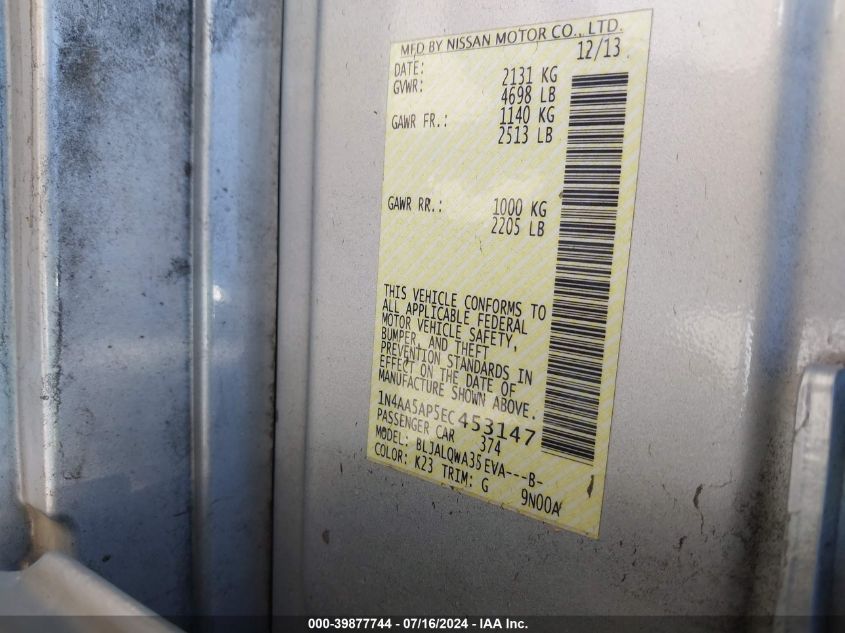 MFD BY NISSAN MOTOR CO., LTD.
DATE: 12/13
GVWR: 2131 KG
4698 LB
GAWR FR.: 1140 KG
2513 LB
GAWR RR.: 1000 KG
2205 LB
THIS VEHICLE CONFORMS TO
ALL APPLICABLE FEDERAL
MOTOR VEHICLE SAFETY,
BUMPER, AND THEFT
PREVENTION STANDARDS IN
EFFECT ON THE DATE OF
MANUFACTURE SHOWN ABOVE.
1N4AA5AP5EC453147
PASSENGER CAR 374
MODEL: BLJALQWA35EVA---B-
COLOR: K23 TRIM: G 9N00A
000-39877744 - 07/16/2024 - IAA Inc.